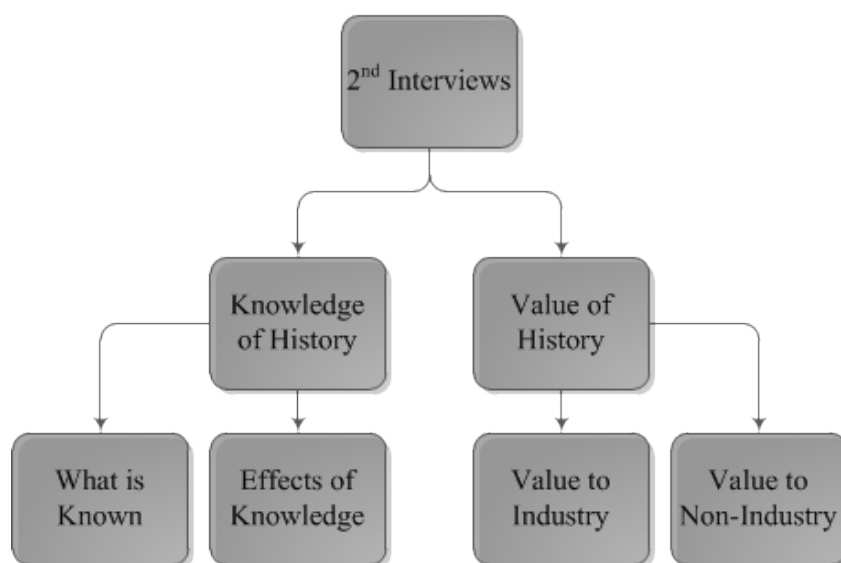 2nd Interviews
Knowledge
of History
Value of
History
What is
Known
Effects of
Knowledge
Value to
Industry
Value to
Non-Industry